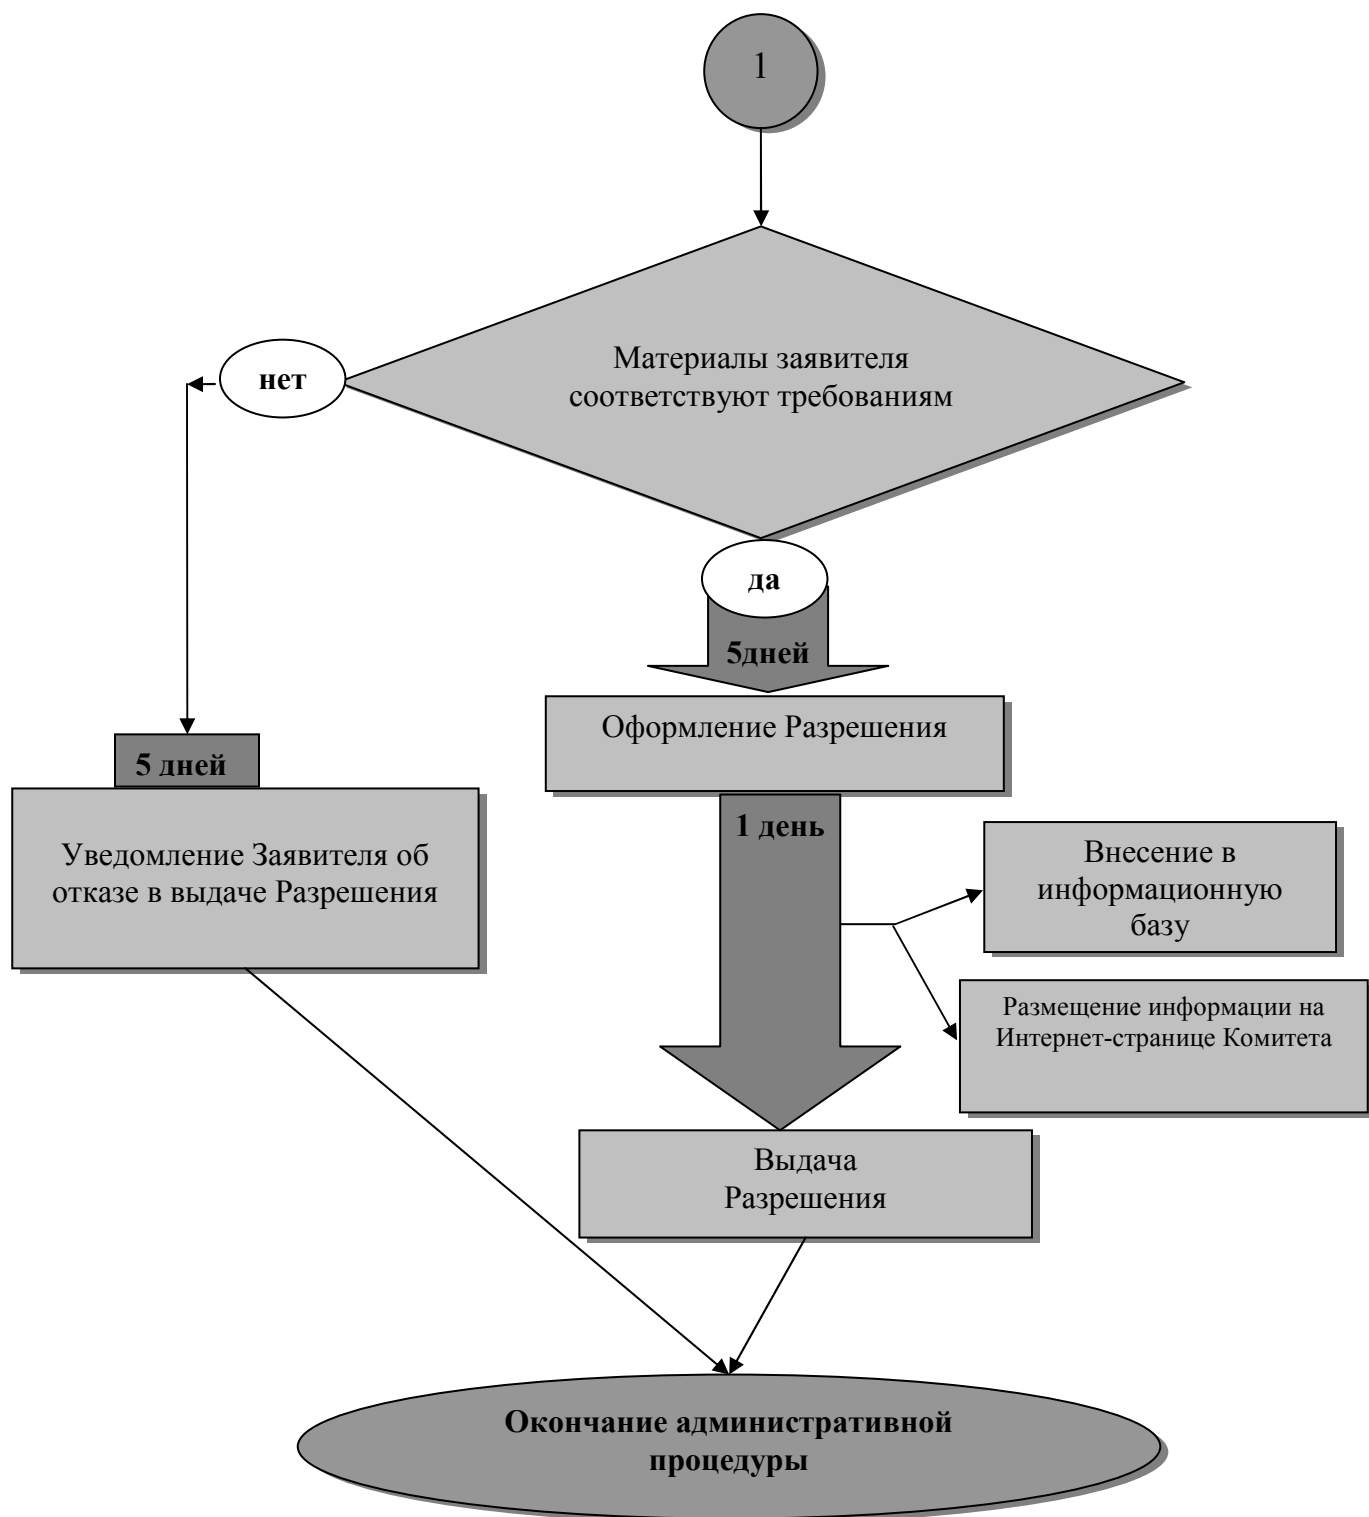 1
Материалы заявителя
соответствуют требованиям
нет
да
5дней
Оформление Разрешения
5 дней
Уведомление Заявителя об
отказе в выдаче Разрешения
1 день
Внесение в
информационную
базу
Размещение информации на
Интернет-странице Комитета
Выдача
Разрешения
Окончание административной
процедуры